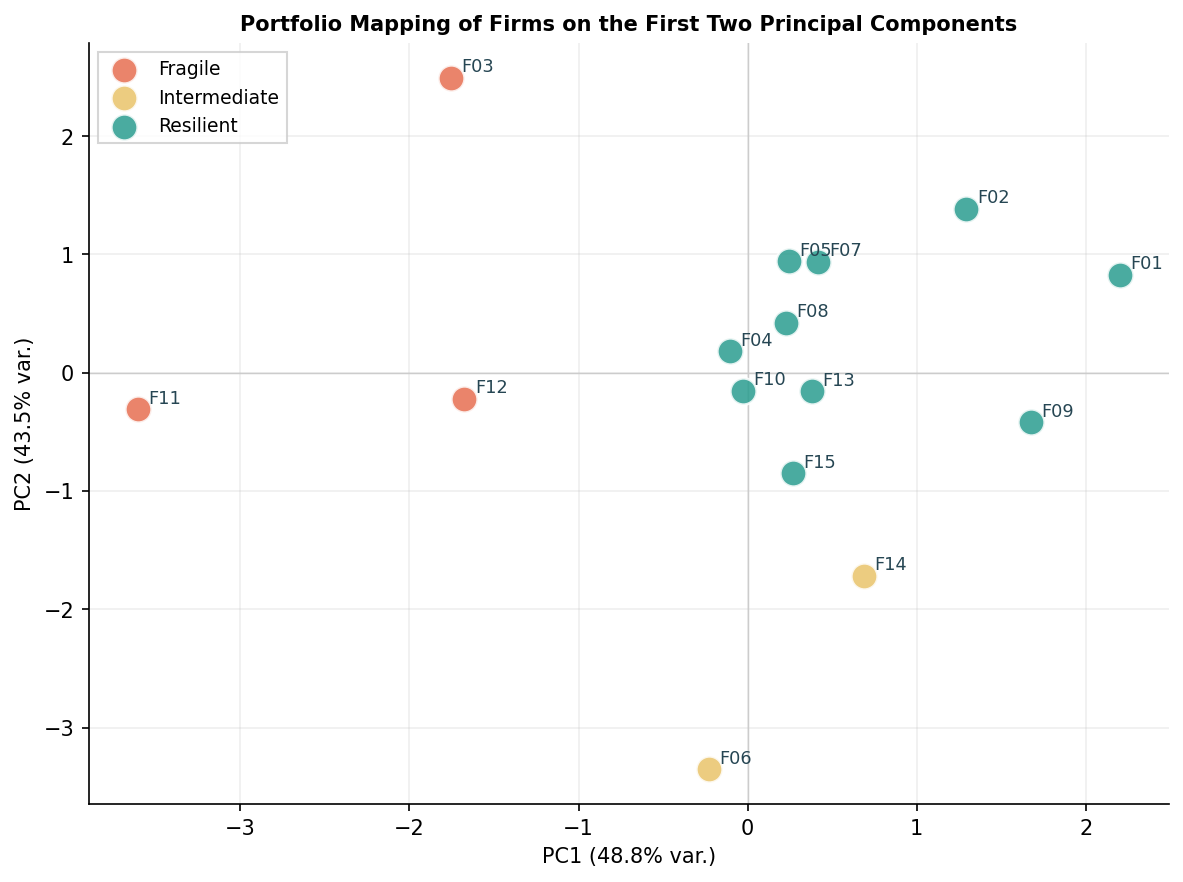 Portfolio Mapping of Firms on the First Two Principal Components
Fragile
Intermediate
Resilient
F03
F02
F05
F07
F01
F08
F04
F10
F13
F12
F11
F09
F15
F14
F06
2
1
0
−1
−2
−3
PC2 (43.5% var.)
−3
−2
−1
0
1
2
PC1 (48.8% var.)